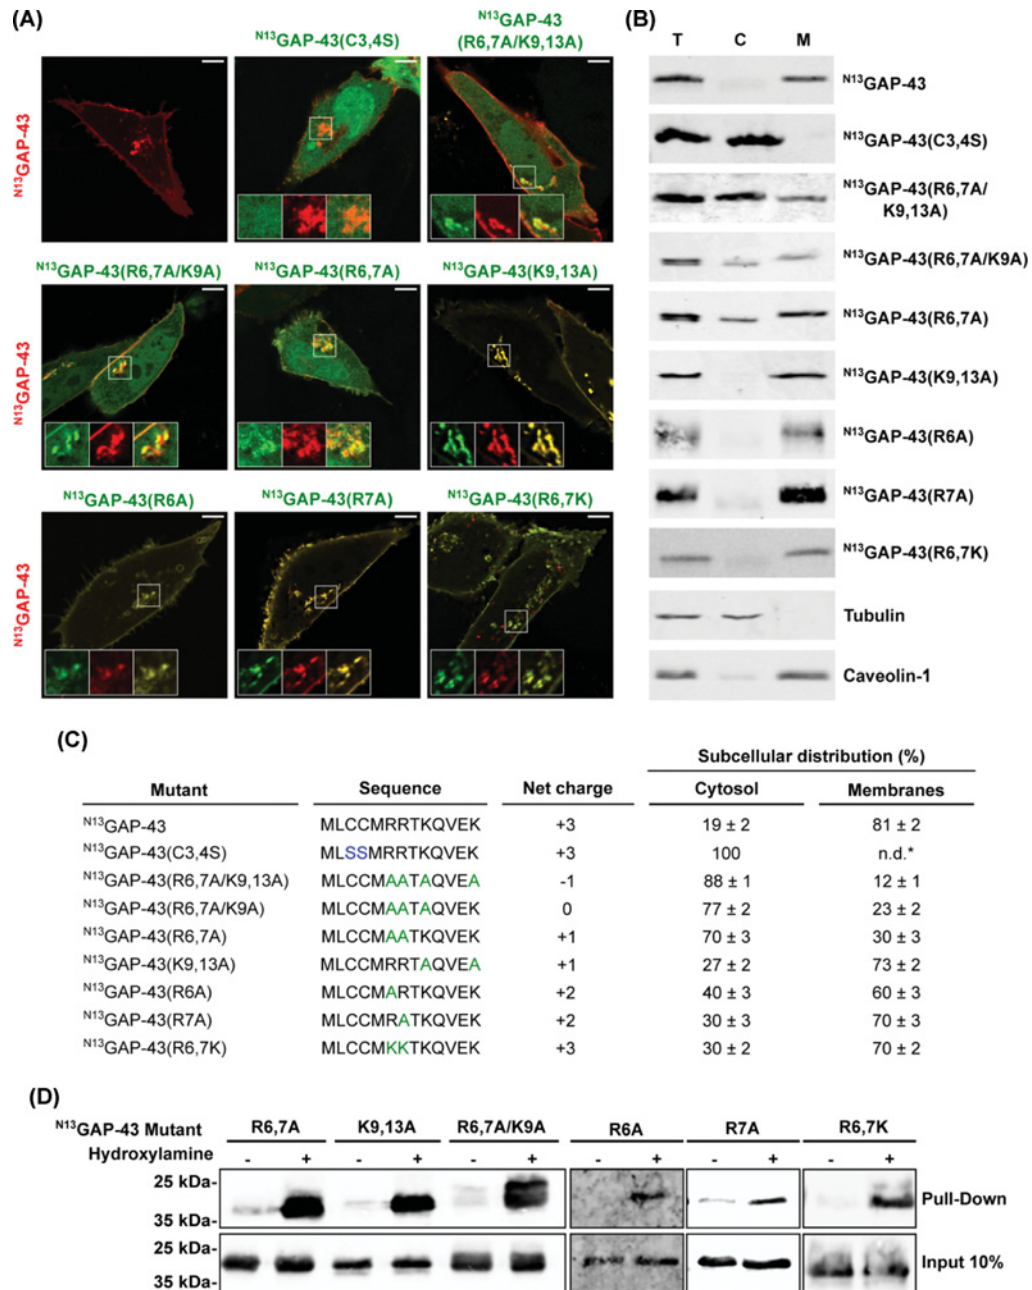 (A)
N13GAP-43
N13GAP-43(C3,4S)
N13GAP-43
(R6,7A/K9,13A)
N13GAP-43
N13GAP-43(R6,7A/K9A)
N13GAP-43(R6,7A)
N13GAP-43(K9,13A)
N13GAP-43
N13GAP-43(R6A)
N13GAP-43(R7A)
N13GAP-43(R6,7K)
(B)
T C M
N13GAP-43
N13GAP-43(C3,4S)
N13GAP-43(R6,7A/
K9,13A)
N13GAP-43(R6,7A/K9A)
N13GAP-43(R6,7A)
N13GAP-43(K9,13A)
N13GAP-43(R6A)
N13GAP-43(R7A)
N13GAP-43(R6,7K)
Tubulin
Caveolin-1
(C)
Subcellular distribution (%)
Mutant Sequence Net charge Cytosol Membranes
N13GAP-43 MLCCMRRTKQVEK +3 19 ± 2 81 ± 2
N13GAP-43(C3,4S) MLSSMRRTKQVEK +3 100 n.d.*
N13GAP-43(R6,7A/K9,13A) MLCCMAATAQVEA -1 88 ± 1 12 ± 1
N13GAP-43(R6,7A/K9A) MLCCMAATAQVEK 0 77 ± 2 23 ± 2
N13GAP-43(R6,7A) MLCCMAATKQVEK +1 70 ± 3 30 ± 3
N13GAP-43(K9,13A) MLCCMRRTAQVEA +1 27 ± 2 73 ± 2
N13GAP-43(R6A) MLCCMARTKQVEK +2 40 ± 3 60 ± 3
N13GAP-43(R7A) MLCCMRATKQVEK +2 30 ± 3 70 ± 3
N13GAP-43(R6,7K) MLCCMKKTKQVEK +3 30 ± 2 70 ± 2
(D)
N13GAP-43 Mutant R6,7A K9,13A R6,7A/K9A R6A R7A R6,7K
Hydroxylamine - + - + - + - + - + - +
25 kDa-
35 kDa-
Pull-Down
25 kDa-
35 kDa-
Input 10%